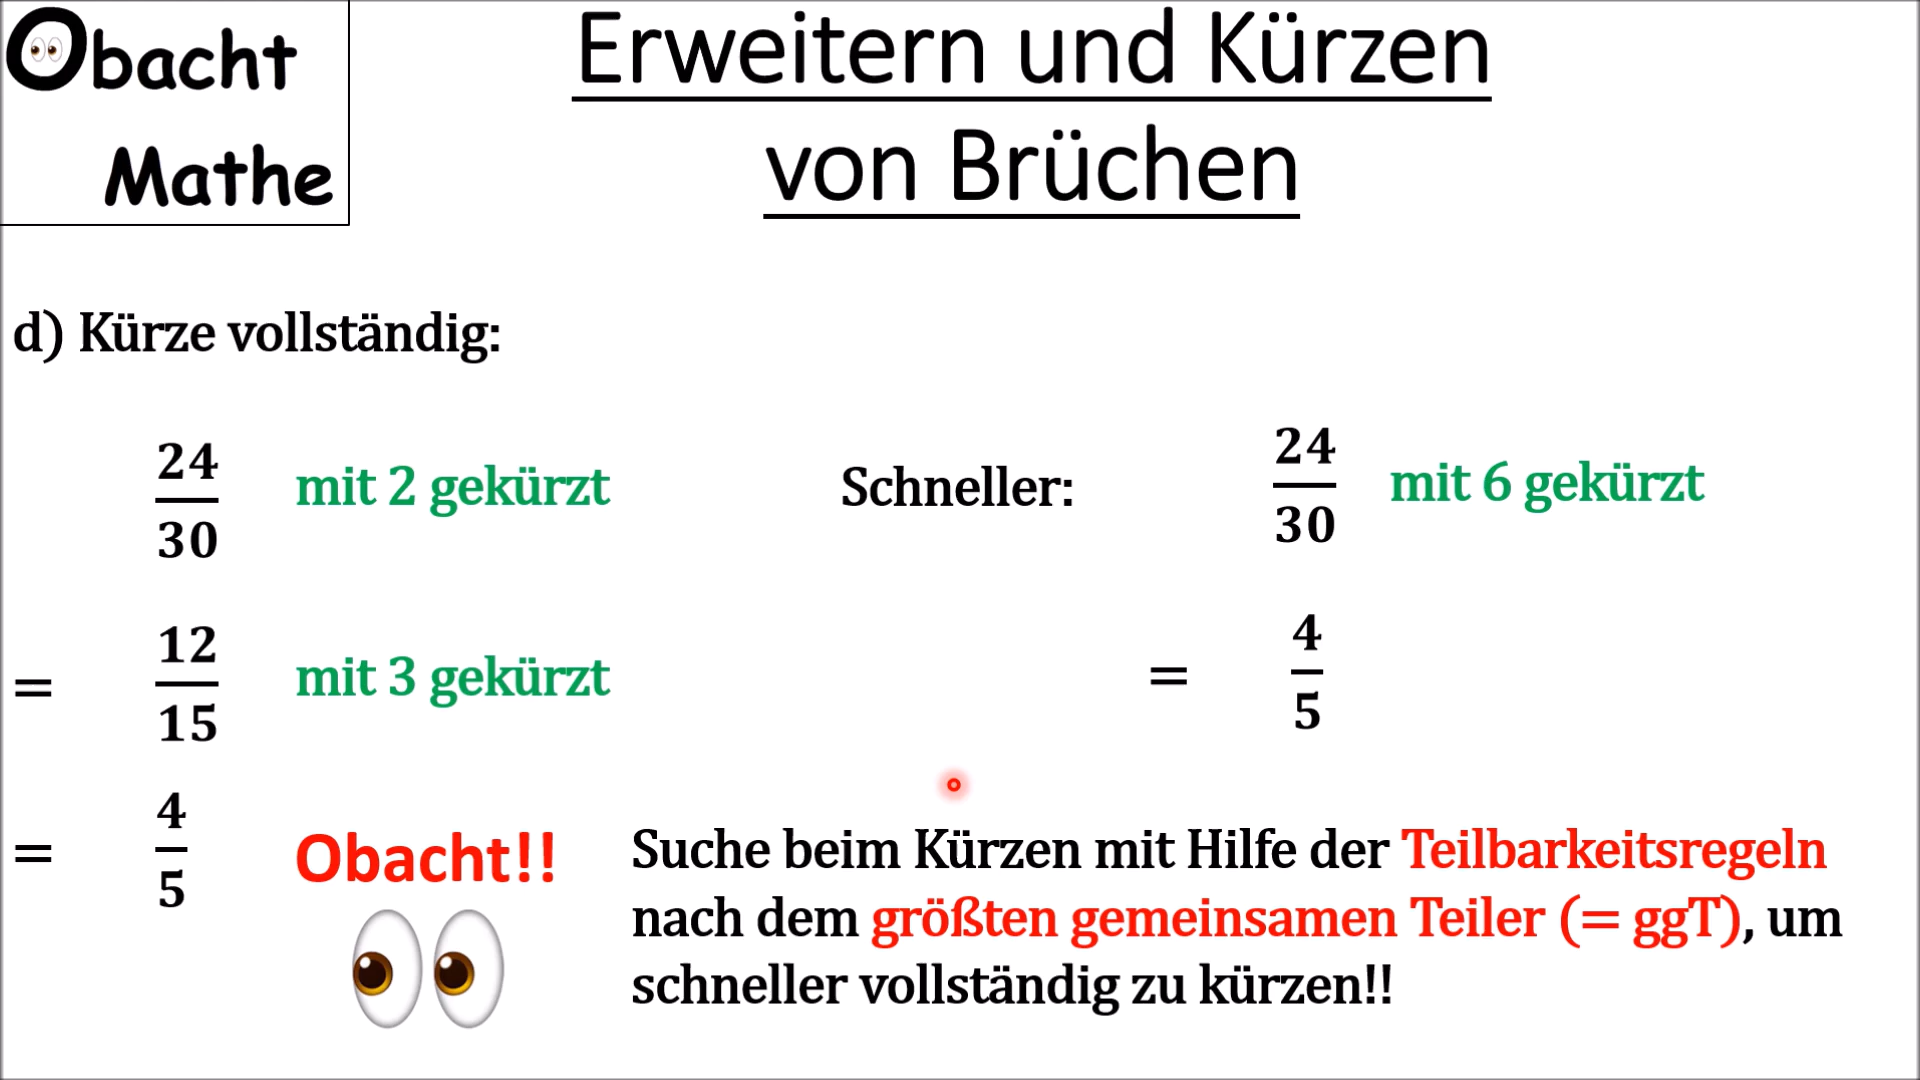 Obacht
Mathe
Erweitern und Kürzen
von Brüchen
d) Kürze vollständig:
24
30
mit 2 gekürzt
Schneller:
24
30
mit 6 gekürzt
=
12
15
mit 3 gekürzt
=
4
5
=
4
5
Obacht!!
Suche beim Kürzen mit Hilfe der Teilbarkeitsregeln
nach dem größten gemeinsamen Teiler (= ggT), um
schneller vollständig zu kürzen!!